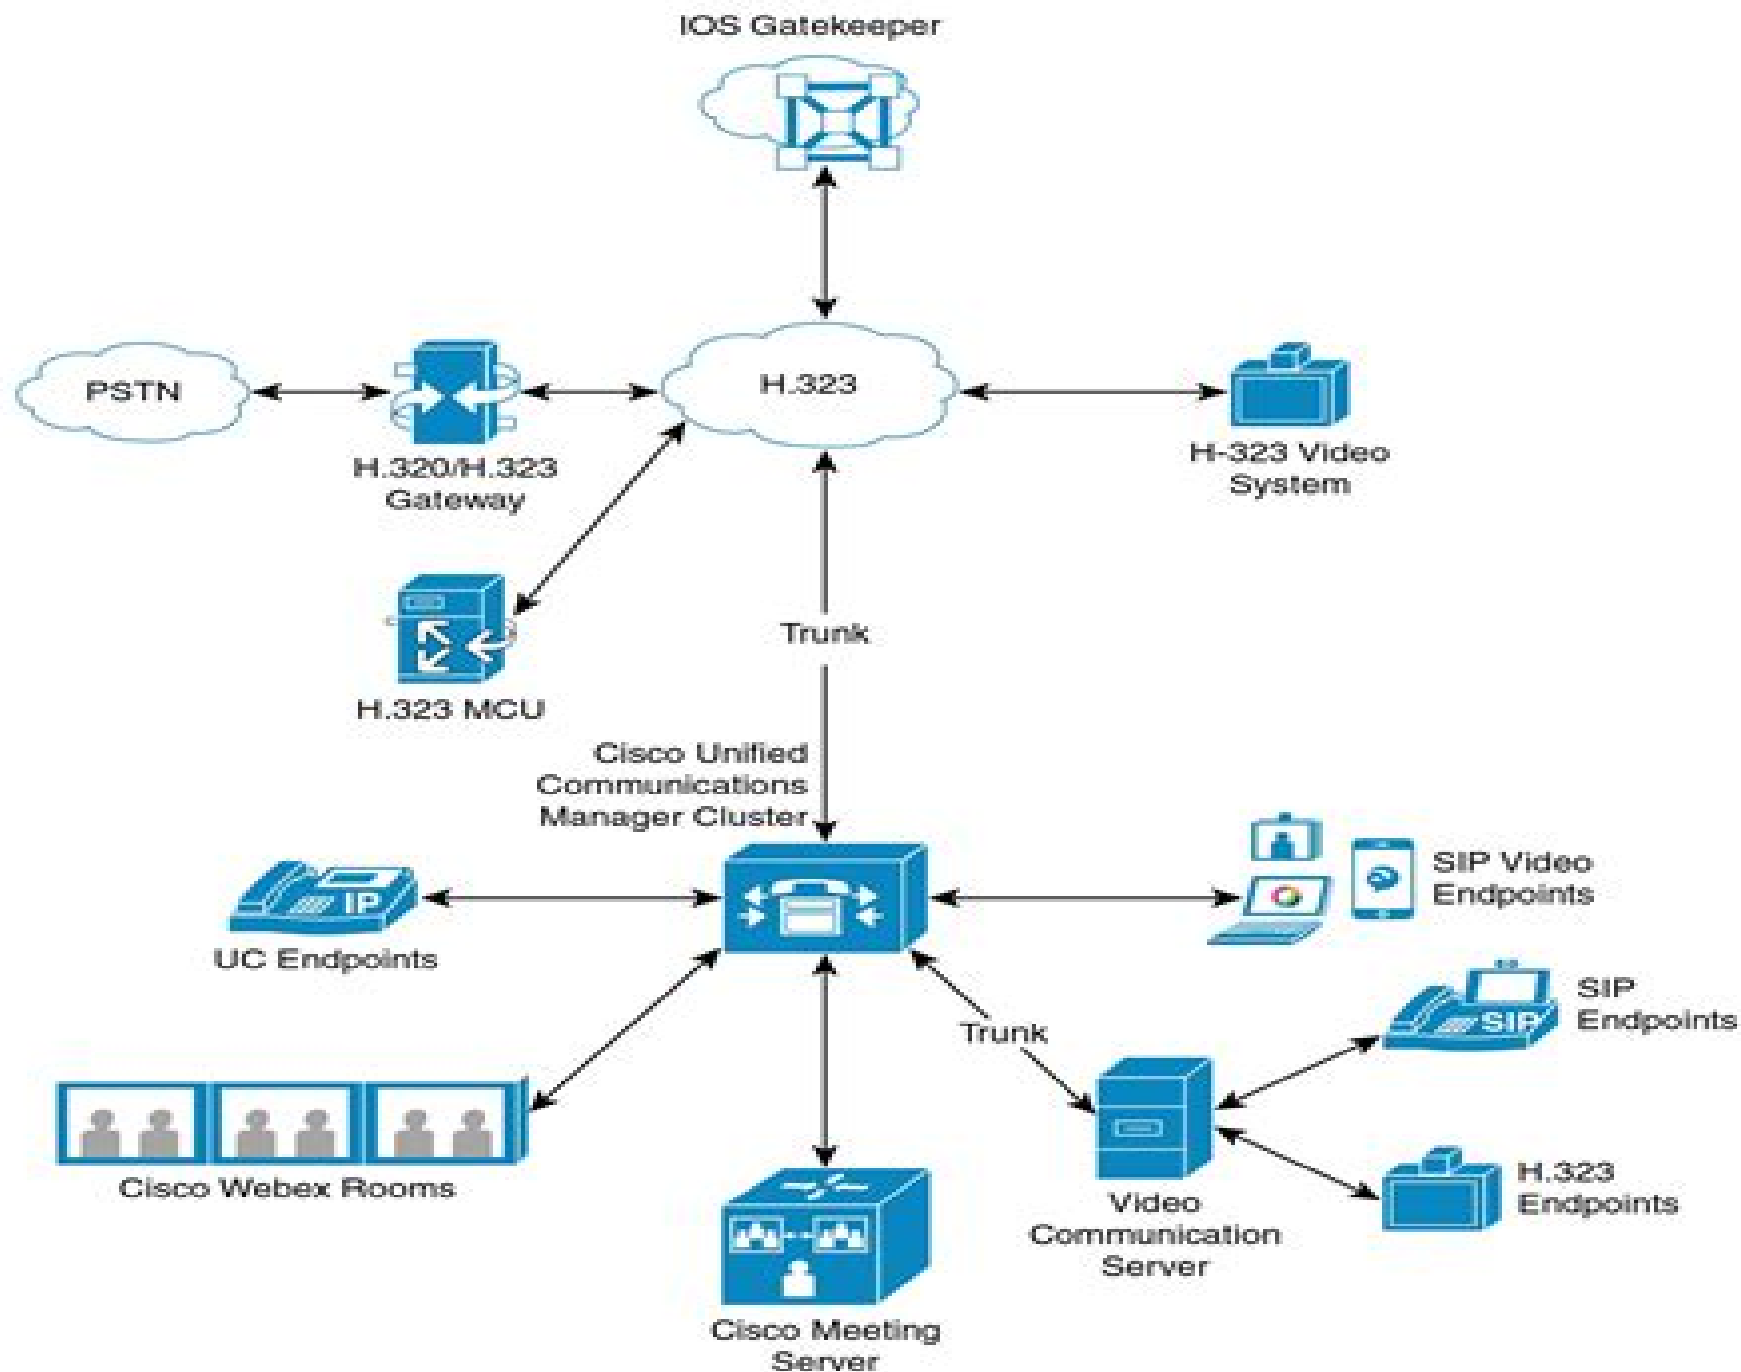 IOS Gatekeeper
PSTN
H.320/H.323
Gateway
H.323
H-323 Video
System
H.323 MCU
Trunk
Cisco Unified
Communications
Manager Cluster
IP
UC Endpoints
SIP Video
Endpoints
SIP
SIP
Endpoints
Trunk
Cisco Webex Rooms
Video
Communication
Server
H.323
Endpoints
Cisco Meeting
Server